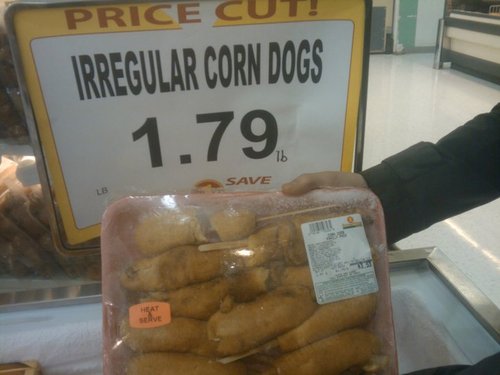 PRICE CUT!
IRREGULAR CORN DOGS
1.79 lb
LB
SAVE
HEAT
&
SERVE